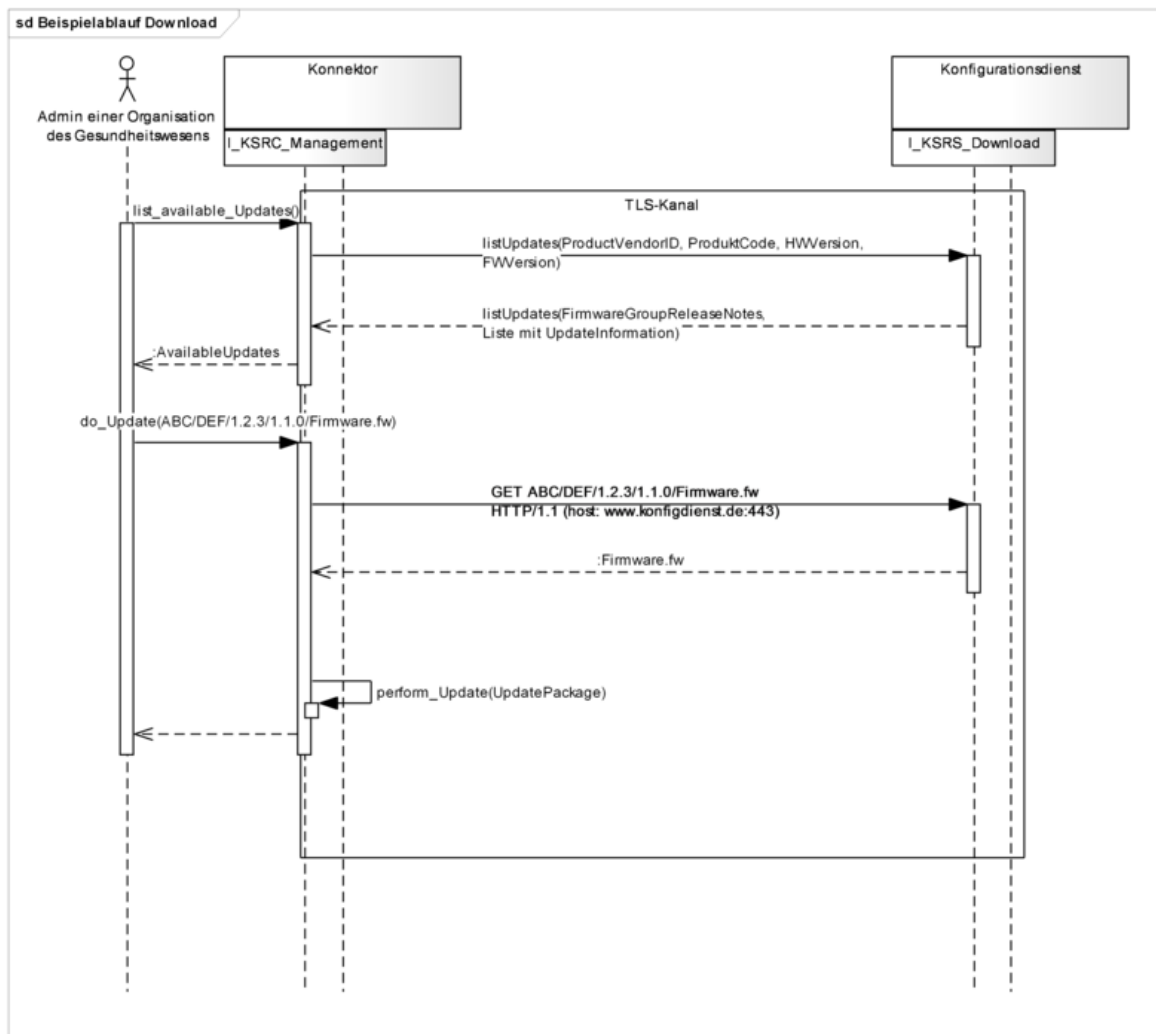 sd Beispielablauf Download
Konnektor
Konfigurationsdienst
Admin einer Organisation
des Gesundheitswesens
I_KSRC_Management
I_KSRS_Download
TLS-Kanal
list_available_Updates()
listUpdates(ProductVendorID, ProduktCode, HWVersion,
FWVersion)
listUpdates(FirmwareGroupReleaseNotes,
Liste mit UpdateInformation)
:AvailableUpdates
do_Update(ABC/DEF/1.2.3/1.1.0/Firmware.fw)
GET ABC/DEF/1.2.3/1.1.0/Firmware.fw
HTTP/1.1 (host: www.konfigdienst.de:443)
:Firmware.fw
perform_Update(UpdatePackage)